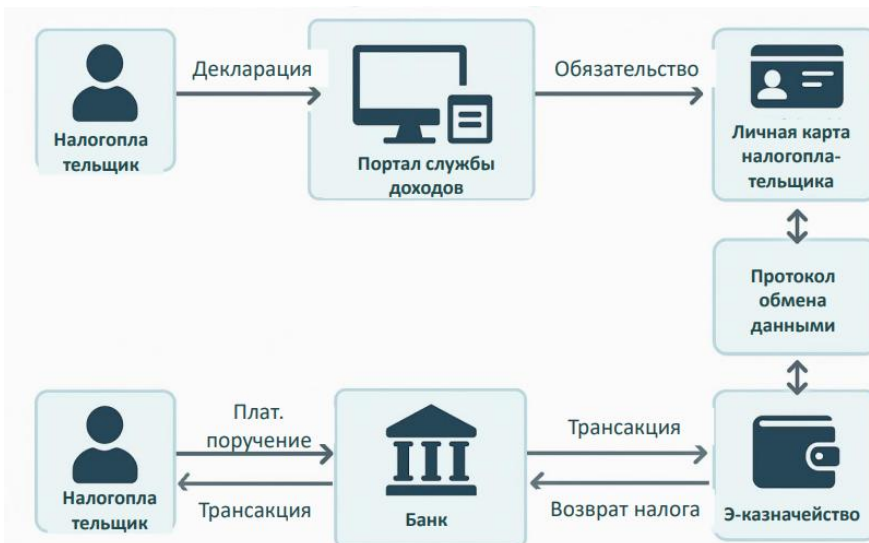 Декларация
Обязательство
Налогопла
тельщик
Портал службы
доходов
Личная карта
налогопла-
тельщика
Протокол
обмена
данными
Плат.
поручение
Трансакция
Налогопла
тельщик
Трансакция
Банк
Возврат налога
Э-казначейство